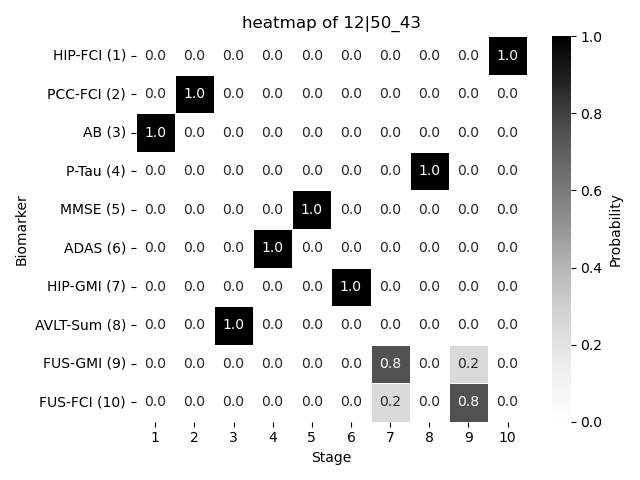 heatmap of 12|50_43
HIP-FCI (1) 0.0 0.0 0.0 0.0 0.0 0.0 0.0 0.0 0.0 1.0
PCC-FCI (2) 0.0 1.0 0.0 0.0 0.0 0.0 0.0 0.0 0.0 0.0
AB (3) 1.0 0.0 0.0 0.0 0.0 0.0 0.0 0.0 0.0 0.0
P-Tau (4) 0.0 0.0 0.0 0.0 0.0 0.0 0.0 1.0 0.0 0.0
MMSE (5) 0.0 0.0 0.0 0.0 1.0 0.0 0.0 0.0 0.0 0.0
ADAS (6) 0.0 0.0 0.0 1.0 0.0 0.0 0.0 0.0 0.0 0.0
HIP-GMI (7) 0.0 0.0 0.0 0.0 0.0 1.0 0.0 0.0 0.0 0.0
AVLT-Sum (8) 0.0 0.0 1.0 0.0 0.0 0.0 0.0 0.0 0.0 0.0
FUS-GMI (9) 0.0 0.0 0.0 0.0 0.0 0.0 0.8 0.0 0.2 0.0
FUS-FCI (10) 0.0 0.0 0.0 0.0 0.0 0.0 0.2 0.0 0.8 0.0
1 2 3 4 5 6 7 8 9 10
Stage
Biomarker
1.0
0.8
0.6
0.4
0.2
0.0
Probability